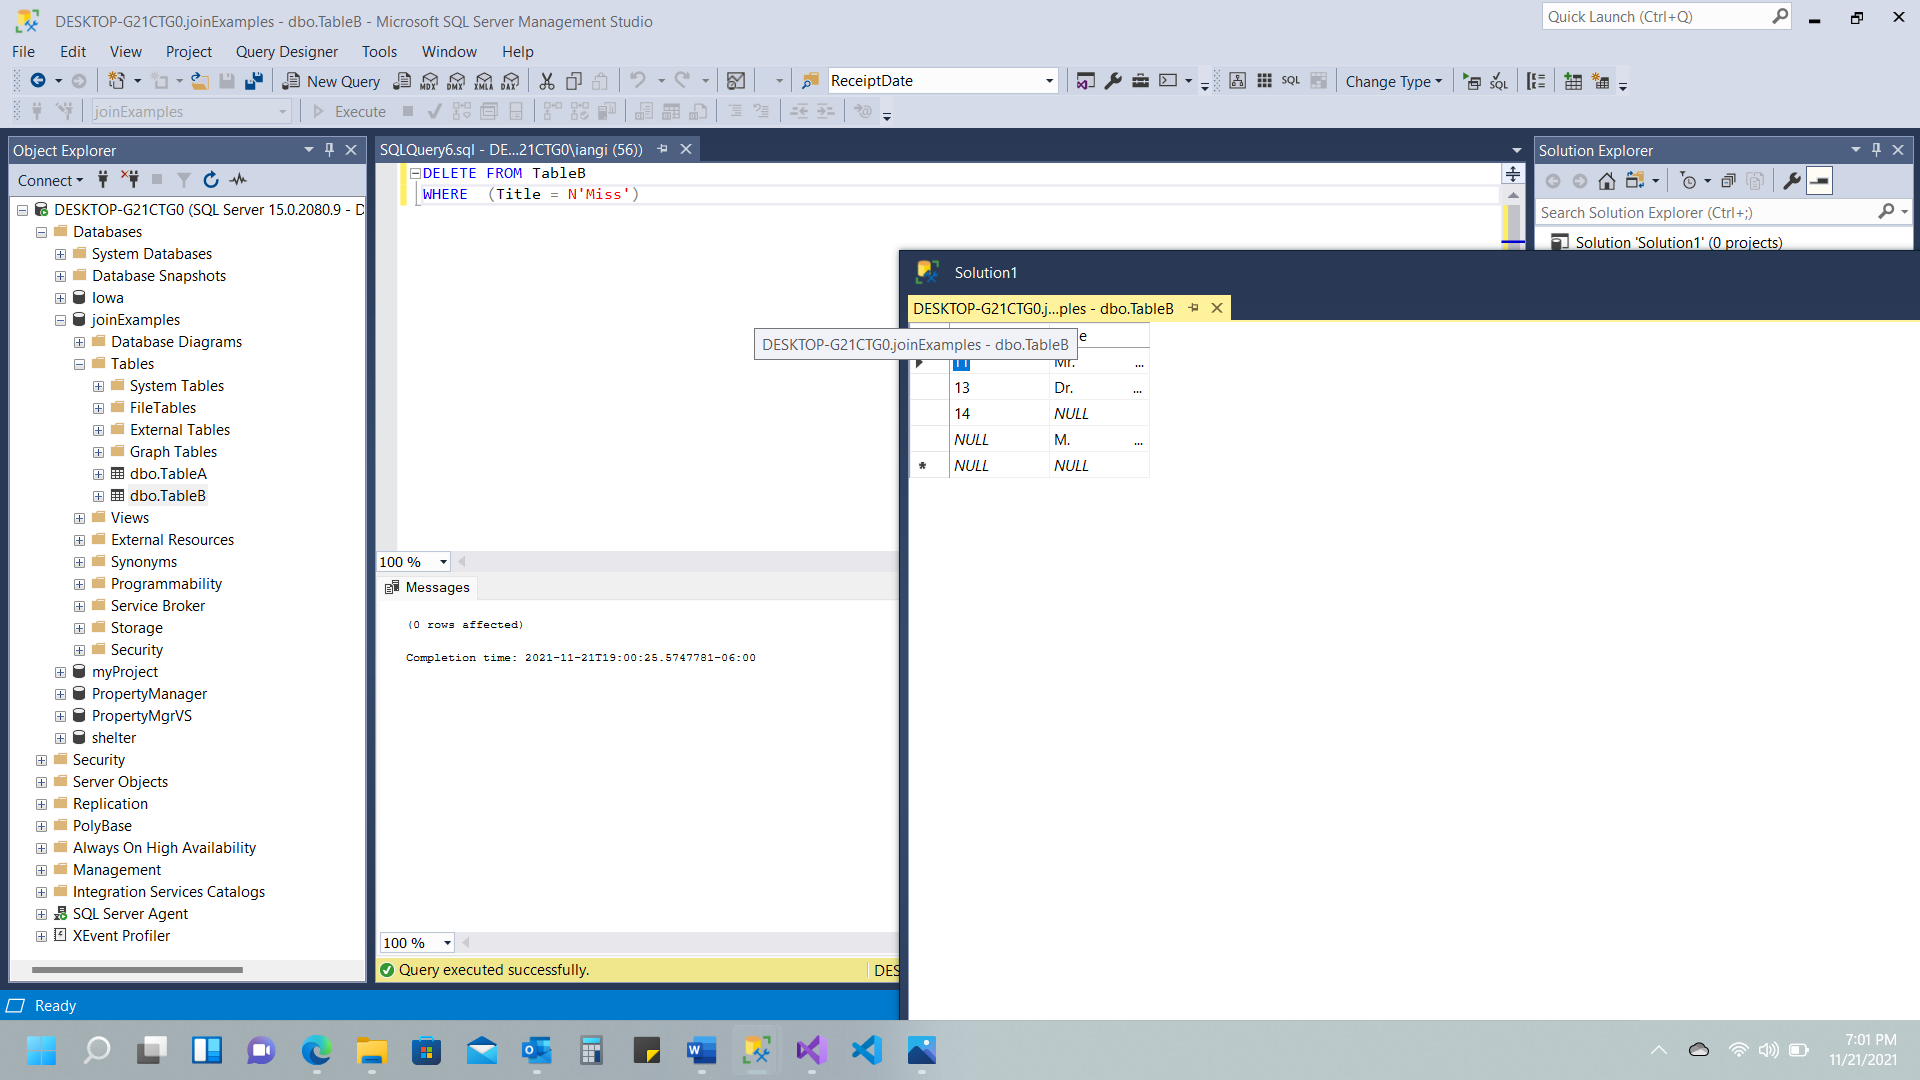 DESKTOP-G21CTG0.joinExamples - dbo.TableB - Microsoft SQL Server Management Studio
Quick Launch (Ctrl+Q)
File Edit View Project Query Designer Tools Window Help
New Query MDX DMX XMLA DAX ReceiptDate SQL Change Type SQL
joinExamples Execute
Object Explorer
Connect
DESKTOP-G21CTG0 (SQL Server 15.0.2080.9 - D
Databases
System Databases
Database Snapshots
Iowa
joinExamples
Database Diagrams
Tables
System Tables
FileTables
External Tables
Graph Tables
dbo.TableA
dbo.TableB
Views
External Resources
Synonyms
Programmability
Service Broker
Storage
Security
myProject
PropertyManager
PropertyMgrVS
shelter
Security
Server Objects
Replication
PolyBase
Always On High Availability
Management
Integration Services Catalogs
SQL Server Agent
XEvent Profiler
SQLQuery6.sql - DE...21CTG0\iangi (56))
DELETE FROM TableB
WHERE (Title = N'Miss')
100 %
Messages
(0 rows affected)
Completion time: 2021-11-21T19:00:25.5747781-06:00
100 %
Query executed successfully.
DES
Solution Explorer
Search Solution Explorer (Ctrl+;)
Solution 'Solution1' (0 projects)
Solution1
DESKTOP-G21CTG0.j...ples - dbo.TableB
DESKTOP-G21CTG0.joinExamples - dbo.TableB
11 Mr. ...
13 Dr. ...
14 NULL
NULL M. ...
* NULL NULL
Ready
7:01 PM
11/21/2021